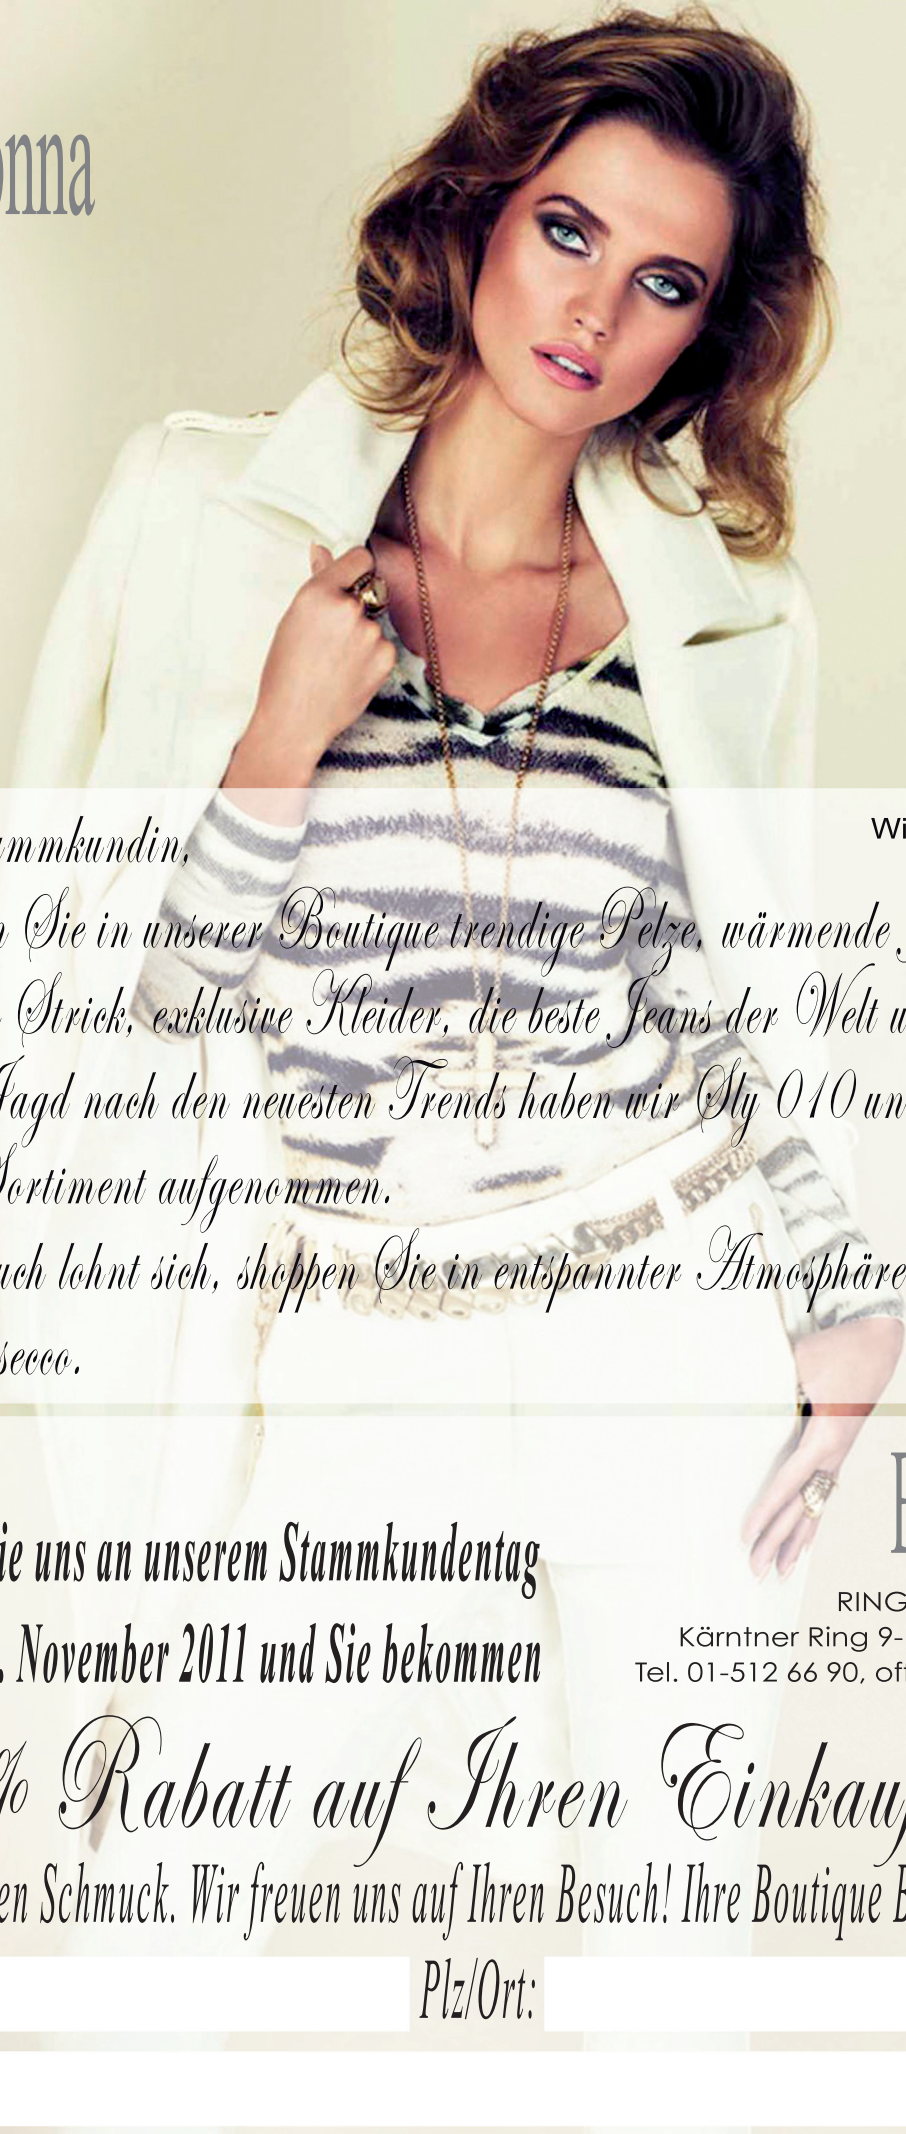 onna
ammkundin,
Wi
n Sie in unserer Boutique trendige Pelze, wärmende J
Strick, exklusive Kleider, die beste Jeans der Welt u
Jagd nach den neuesten Trends haben wir Sly 010 un
Sortiment aufgenommen.
uch lohnt sich, shoppen Sie in entspannter Atmosphäre
secco.
ie uns an unserem Stammkundentag
. November 2011 und Sie bekommen
RING
Kärntner Ring 9-
Tel. 01-512 66 90, off
% Rabatt auf Ihren Einkauf
en Schmuck. Wir freuen uns auf Ihren Besuch! Ihre Boutique
Plz/Ort: